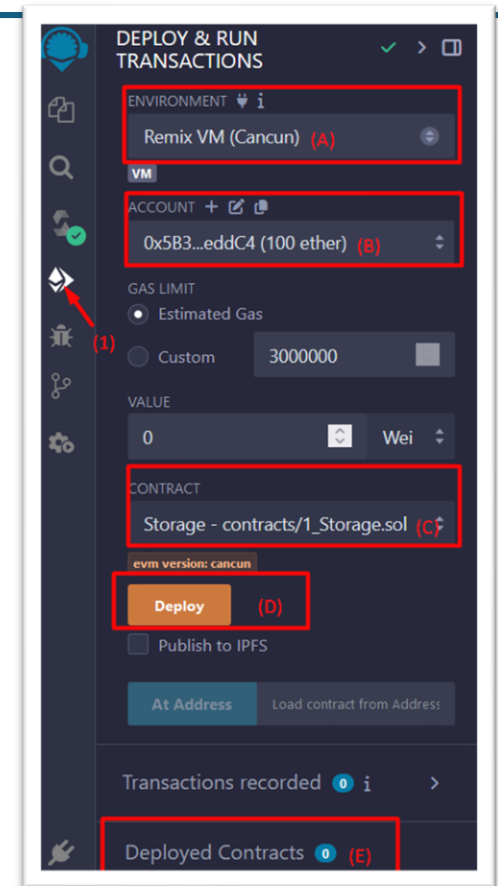 DEPLOY & RUN
TRANSACTIONS
ENVIRONMENT i
Remix VM (Cancun) (A)
VM
ACCOUNT +
0x5B3...eddC4 (100 ether) (B)
GAS LIMIT
Estimated Gas
(1)
Custom 3000000
VALUE
0 Wei
CONTRACT
Storage - contracts/1_Storage.sol (C)
evm version: cancun
Deploy (D)
Publish to IPFS
At Address Load contract from Address
Transactions recorded 0 i >
Deployed Contracts 0 (E)